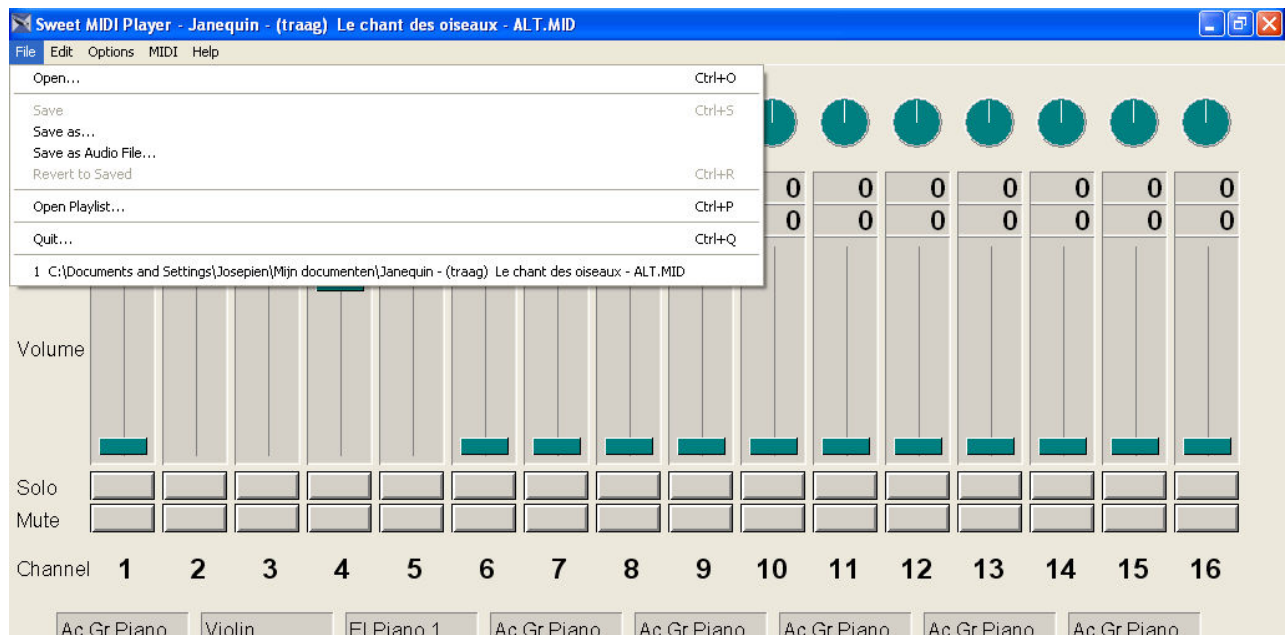 Sweet MIDI Player - Janequin - (traag)  Le chant des oiseaux - ALT.MID
File Edit Options MIDI Help
Open... Ctrl+O
Save Ctrl+S
Save as...
Save as Audio File...
Revert to Saved Ctrl+R
Open Playlist... Ctrl+P
Quit... Ctrl+Q
1 C:\Documents and Settings\Josepien\Mijn documenten\Janequin - (traag)  Le chant des oiseaux - ALT.MID
0 0 0 0 0 0 0
0 0 0 0 0 0 0
Volume
Solo
Mute
Channel 1 2 3 4 5 6 7 8 9 10 11 12 13 14 15 16
Ac Gr Piano Violin El Piano 1 Ac Gr Piano Ac Gr Piano Ac Gr Piano Ac Gr Piano Ac Gr Piano